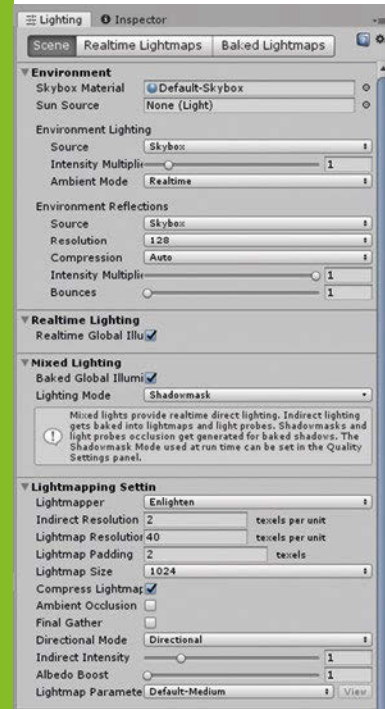 Lighting Inspector
Scene Realtime Lightmaps Baked Lightmaps
Environment
Skybox Material Default-Skybox
Sun Source None (Light)
Environment Lighting
Source Skybox
Intensity Multiplie 1
Ambient Mode Realtime
Environment Reflections
Source Skybox
Resolution 128
Compression Auto
Intensity Multiplie 1
Bounces 1
Realtime Lighting
Realtime Global Illu
Mixed Lighting
Baked Global Illumi
Lighting Mode Shadowmask
Mixed lights provide realtime direct lighting. Indirect lighting
gets baked into lightmaps and light probes. Shadowmasks and
light probes occlusion get generated for baked shadows. The
Shadowmask Mode used at run time can be set in the Quality
Settings panel.
Lightmapping Settin
Lightmapper Enlighten
Indirect Resolution 2 texels per unit
Lightmap Resolution 40 texels per unit
Lightmap Padding 2 texels
Lightmap Size 1024
Compress Lightmap
Ambient Occlusion
Final Gather
Directional Mode Directional
Indirect Intensity 1
Albedo Boost 1
Lightmap Paramete Default-Medium View